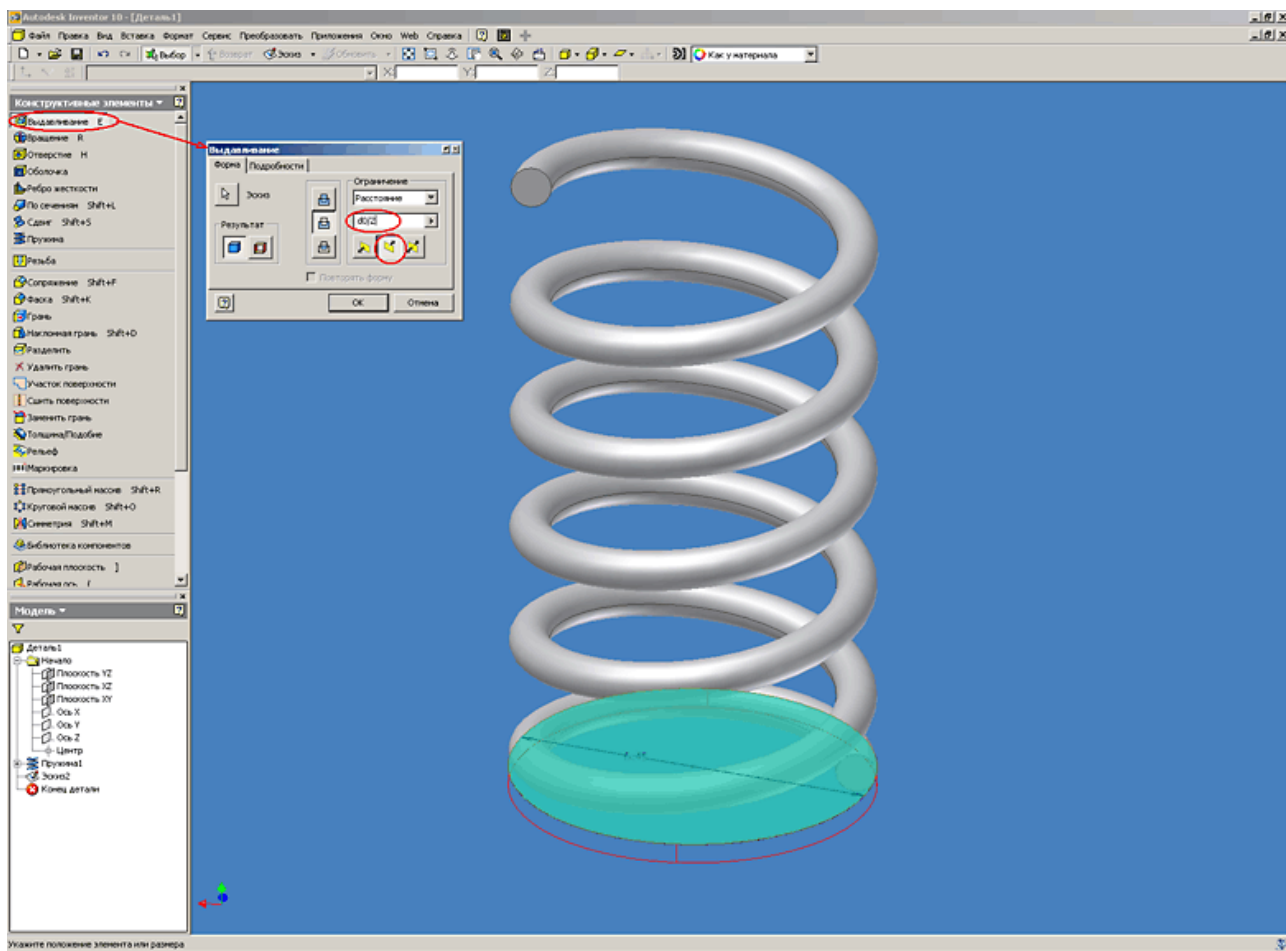 Autodesk Inventor 10 - [Деталь1]
Файл Правка Вид Вставка Формат Сервис Преобразовать Приложения Окно Web Справка
Выбор Возврат Эскиз Обновить Как у материала
X: Y: Z:
Конструктивные элементы
Выдавливание E
Вращение R
Отверстие H
Оболочка
Ребро жесткости
По сечениям Shift+L
Сдвиг Shift+S
Пружина
Резьба
Сопряжение Shift+F
Фаска Shift+K
Грань
Наклонная грань Shift+D
Разделить
Удалить грань
Участок поверхности
Сшить поверхности
Заменить грань
Толщина/Подобие
Рельеф
Маркировка
Прямоугольный массив Shift+R
Круговой массив Shift+O
Симметрия Shift+M
Библиотека компонентов
Рабочая плоскость ]
Рабочая ось [
Выдавливание
Форма Подробности
Эскиз
Ограничение
Расстояние
d0/2
Результат
Повторять форму
ОК Отмена
Модель
Деталь1
Начало
Плоскость YZ
Плоскость XZ
Плоскость XY
Ось X
Ось Y
Ось Z
Центр
Пружина1
Эскиз2
Конец детали
Укажите положение элемента или размера